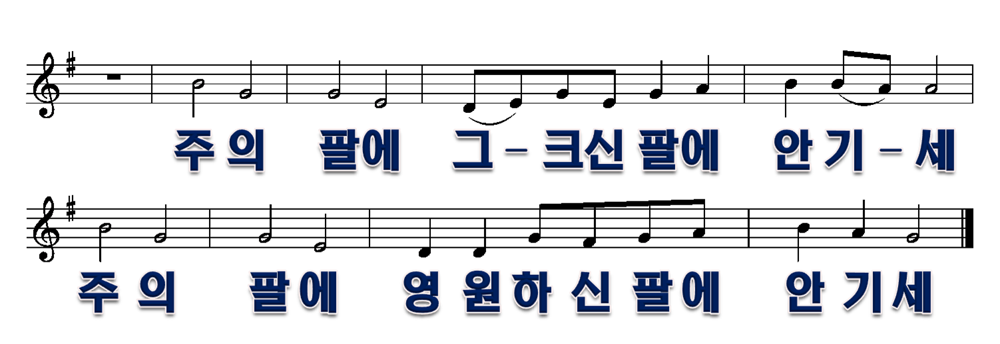 주 의 팔에 그 - 크신 팔에 안 기 - 세
주 의 팔에 영 원하 신 팔에 안 기세